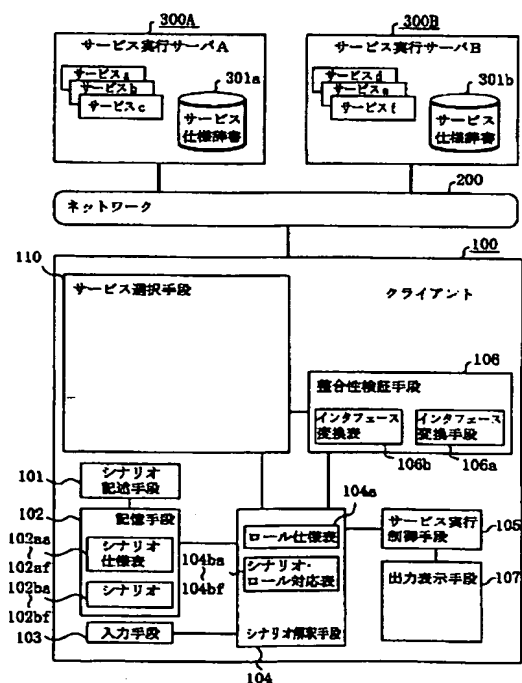 300A
300B
サービス実行サーバA
サービスa
サービスb
サービスc
301a
サービス
仕様辞書
サービス実行サーバB
サービスd
サービスe
サービスf
301b
サービス
仕様辞書
200
ネットワーク
100
110
サービス選択手段
クライアント
106
整合性検証手段
インタフェース
変換表
インタフェース
変換手段
106b
106a
101
シナリオ
記述手段
102
記憶手段
102aa
102af
シナリオ
仕様表
102ba
102bf
シナリオ
103
入力手段
104a
ロール仕様表
104ba
104bf
シナリオ・
ロール対応表
シナリオ解釈手段
104
サービス実行
制御手段
105
出力表示手段
107